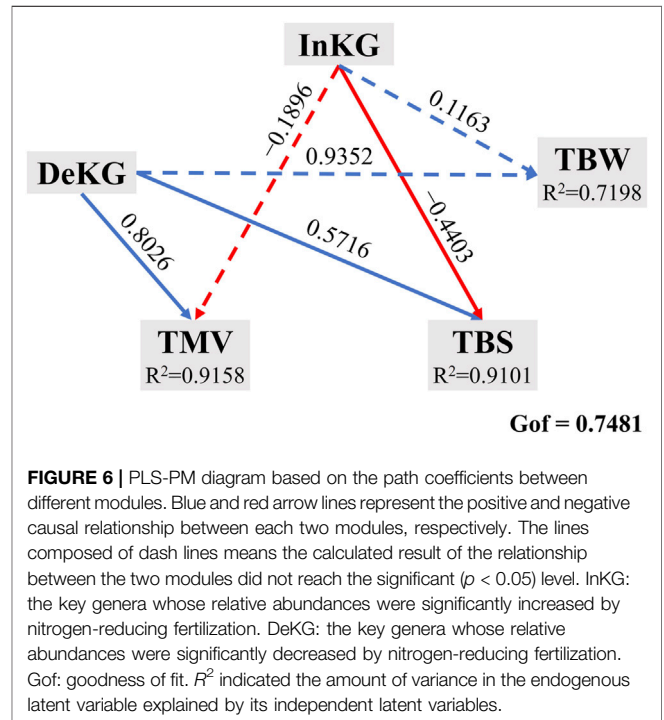 InKG
−0.1896
0.1163
0.9352
TBW
R²=0.7198
DeKG
−0.4403
0.5716
0.8026
TMV
R²=0.9158
TBS
R²=0.9101
Gof = 0.7481
FIGURE 6 | PLS-PM diagram based on the path coefficients between
different modules. Blue and red arrow lines represent the positive and negative
causal relationship between each two modules, respectively. The lines
composed of dash lines means the calculated result of the relationship
between the two modules did not reach the significant (p < 0.05) level. InKG:
the key genera whose relative abundances were significantly increased by
nitrogen-reducing fertilization. DeKG: the key genera whose relative
abundances were significantly decreased by nitrogen-reducing fertilization.
Gof: goodness of fit. R² indicated the amount of variance in the endogenous
latent variable explained by its independent latent variables.